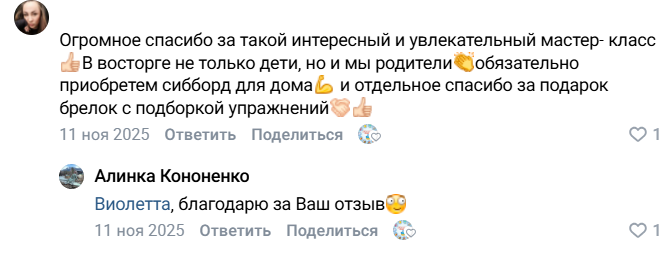 Огромное спасибо за такой интересный и увлекательный мастер- класс
👍🏻В восторге не только дети, но и мы родители👏обязательно
приобретем сибборд для дома💪 и отдельное спасибо за подарок
брелок с подборкой упражнений🤝🏻👍🏻
11 ноя 2025 Ответить Поделиться 1
Алинка Кононенко
Виолетта, благодарю за Ваш отзыв😳
11 ноя 2025 Ответить Поделиться 1